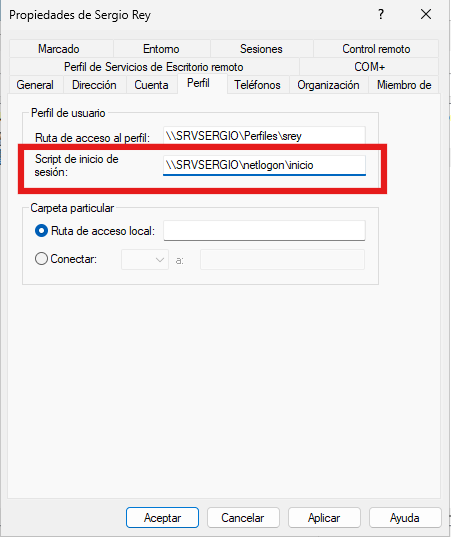 Propiedades de Sergio Rey
Marcado Entorno Sesiones Control remoto
Perfil de Servicios de Escritorio remoto COM+
General Dirección Cuenta Perfil Teléfonos Organización Miembro de
Perfil de usuario
Ruta de acceso al perfil: \\SRVSERGIO\Perfiles\srey
Script de inicio de
sesión: \\SRVSERGIO\netlogon\inicio
Carpeta particular
Ruta de acceso local:
Conectar: a:
Aceptar Cancelar Aplicar Ayuda